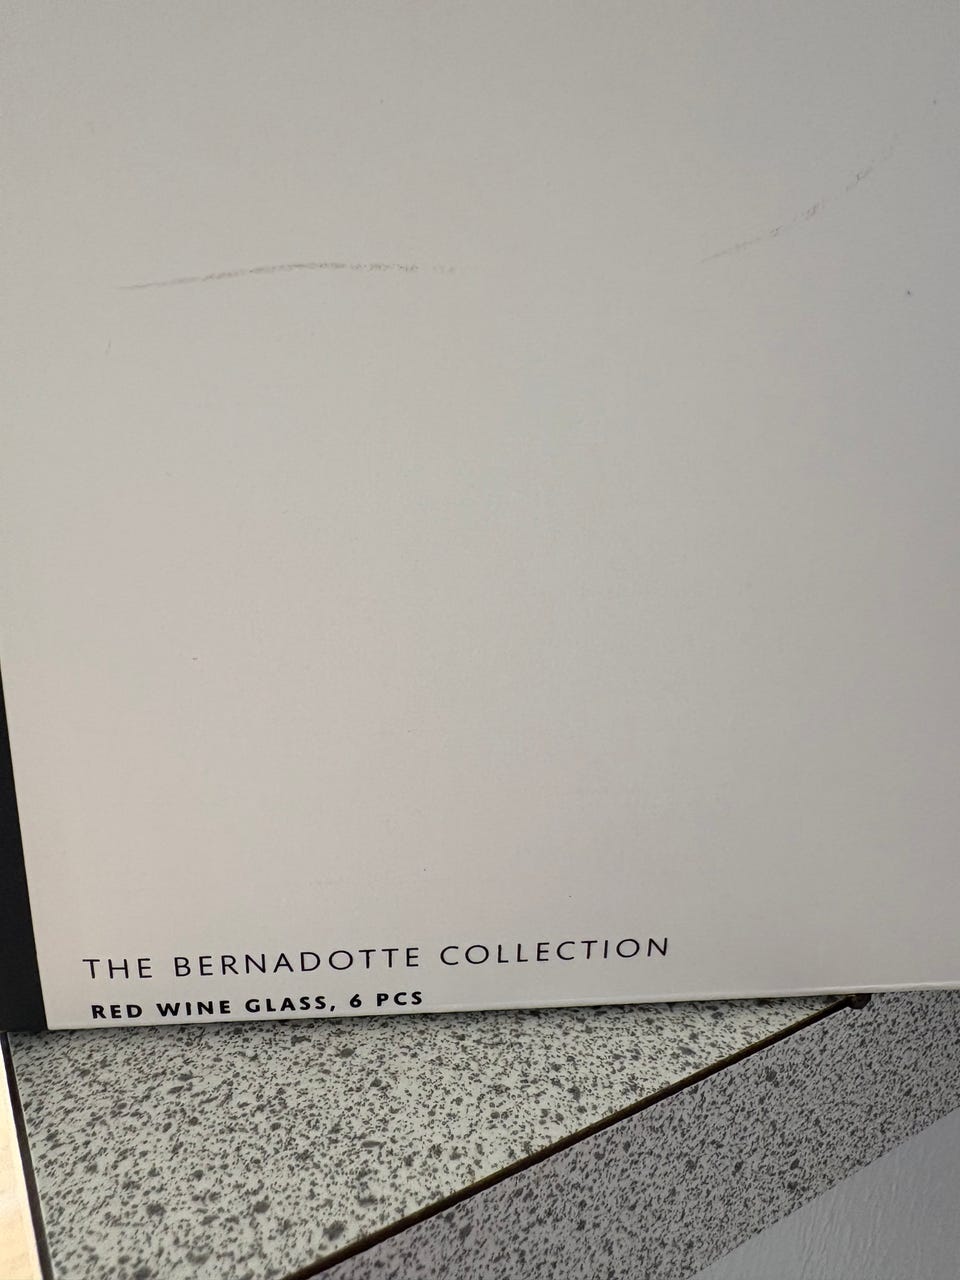 THE BERNADOTTE COLLECTION
RED WINE GLASS, 6 PCS